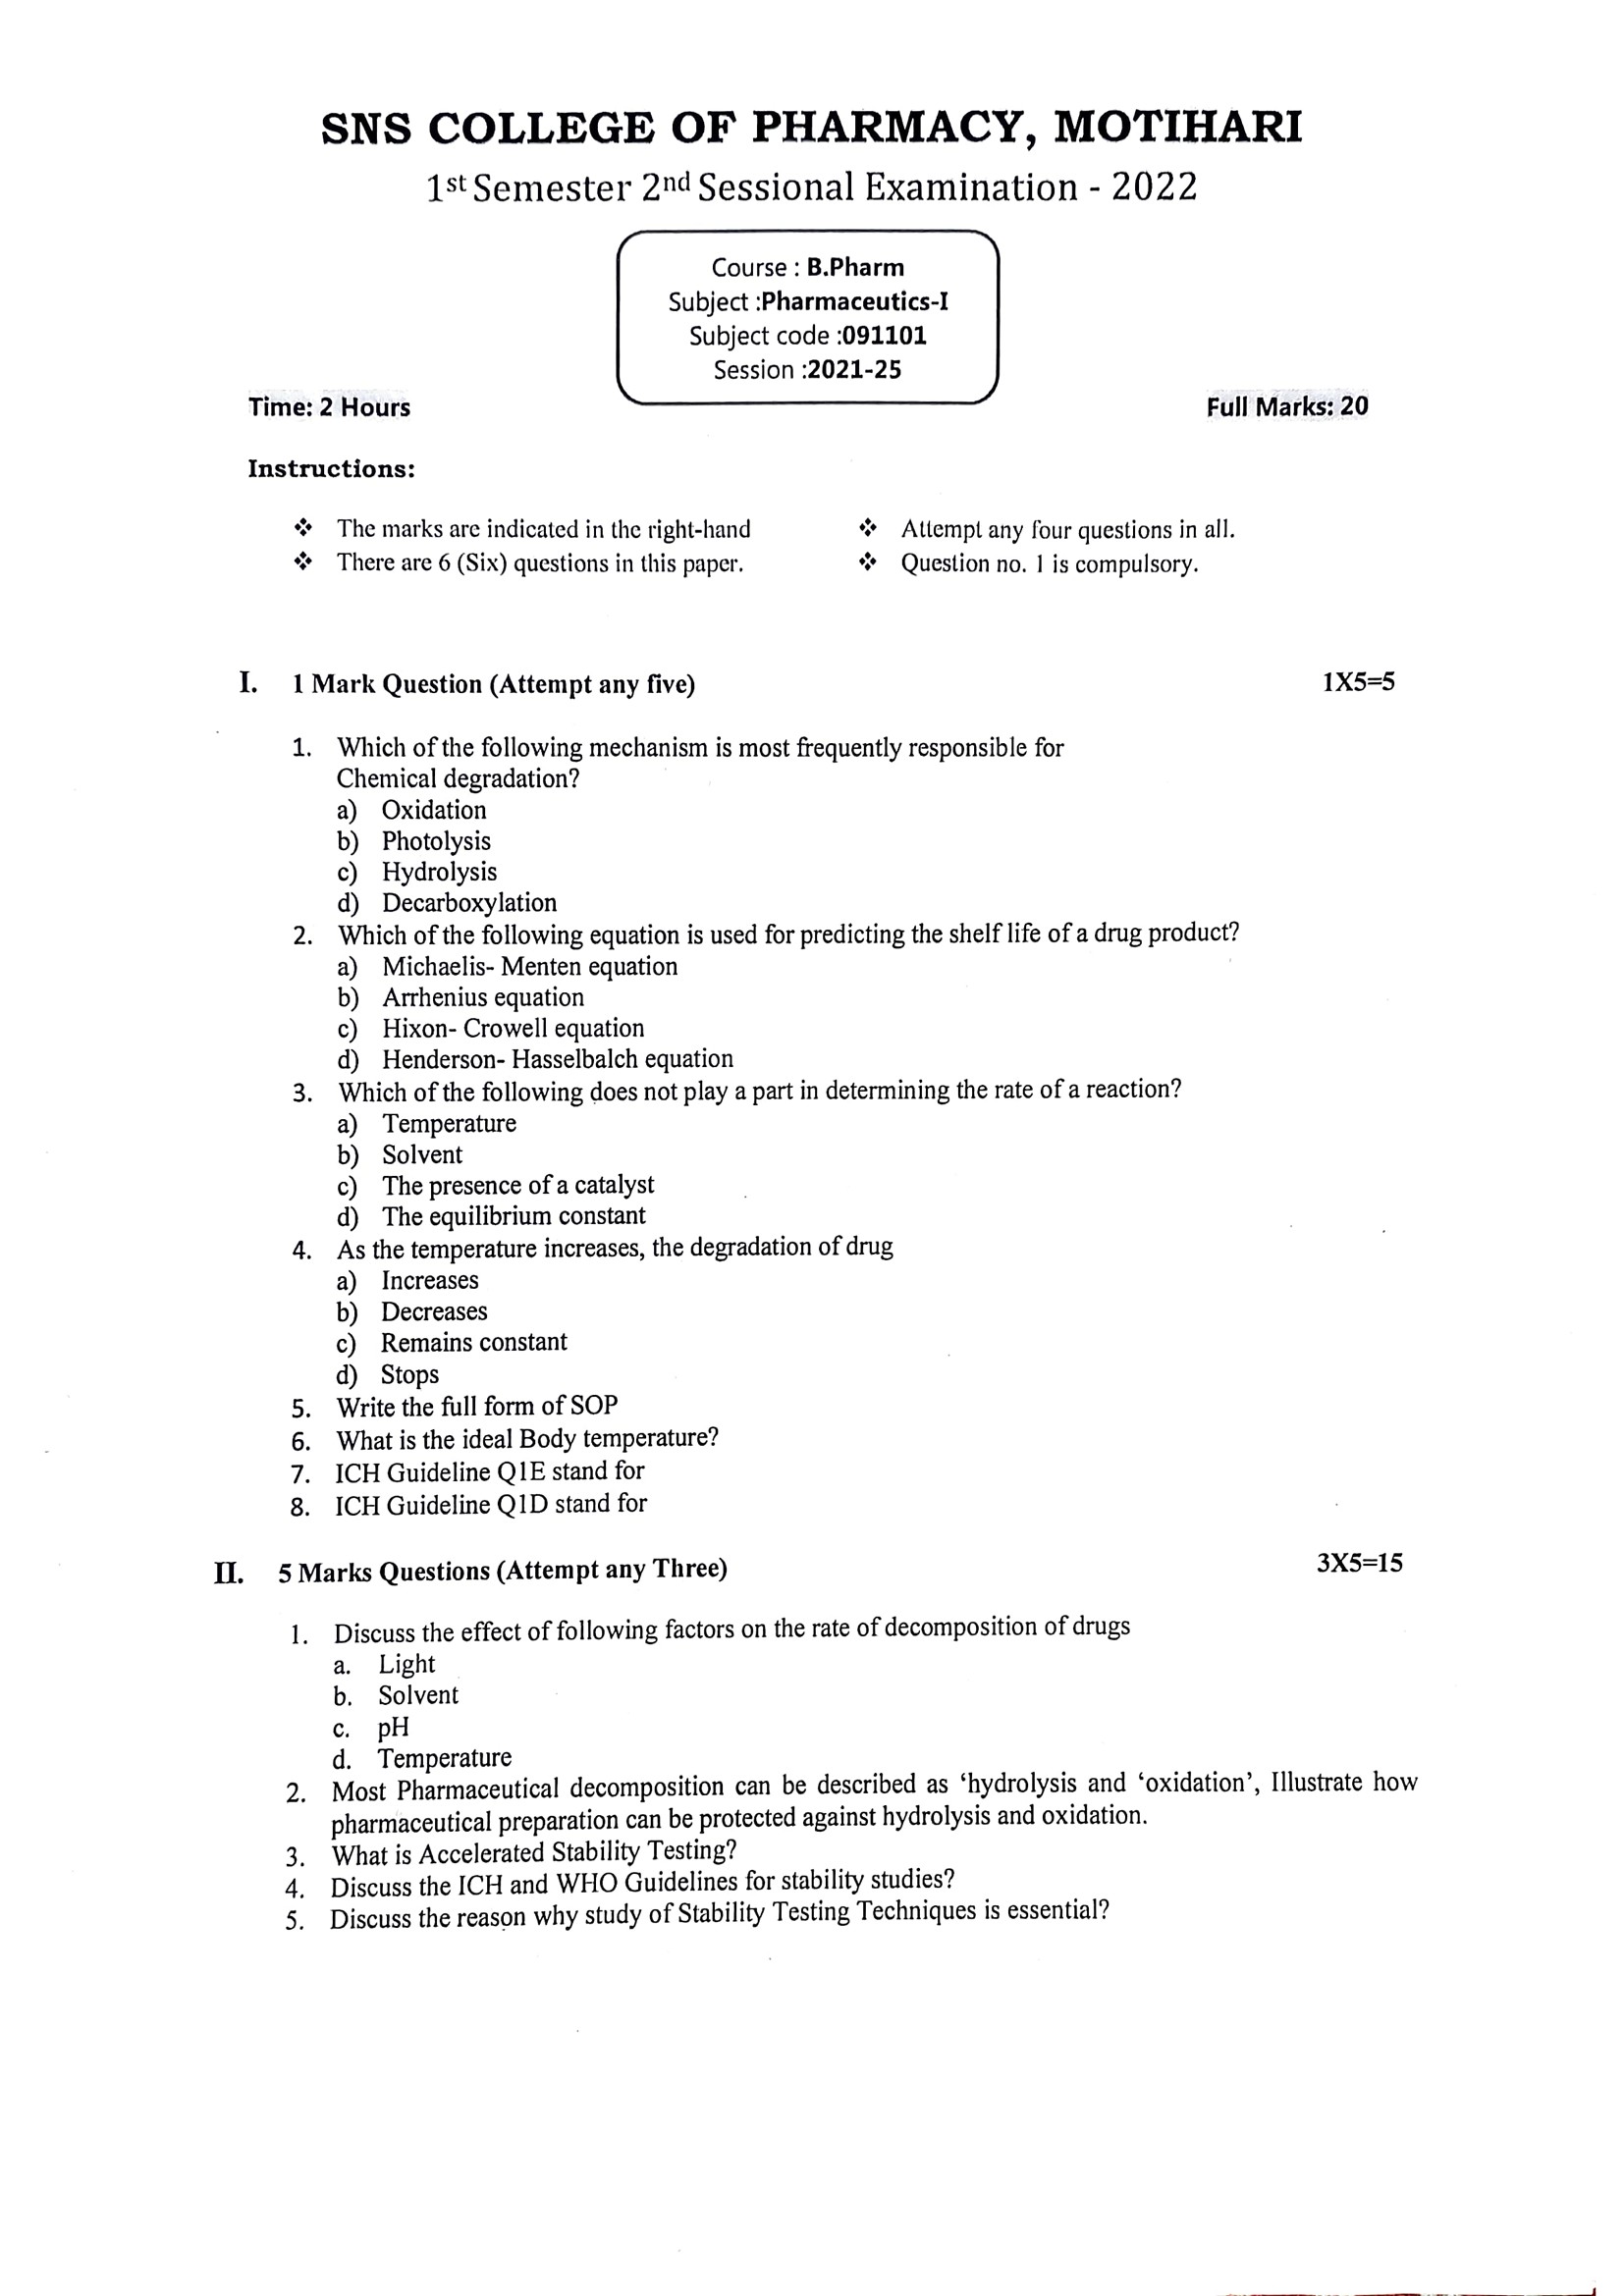 SNS COLLEGE OF PHARMACY, MOTIHARI
1st Semester 2nd Sessional Examination - 2022
Course : B.Pharm
Subject :Pharmaceutics-I
Subject code :091101
Session :2021-25
Time: 2 Hours
Full Marks: 20
Instructions:
❖ The marks are indicated in the right-hand
❖ There are 6 (Six) questions in this paper.
❖ Attempt any four questions in all.
❖ Question no. 1 is compulsory.
I. 1 Mark Question (Attempt any five) 1X5=5
1. Which of the following mechanism is most frequently responsible for
Chemical degradation?
a) Oxidation
b) Photolysis
c) Hydrolysis
d) Decarboxylation
2. Which of the following equation is used for predicting the shelf life of a drug product?
a) Michaelis- Menten equation
b) Arrhenius equation
c) Hixon- Crowell equation
d) Henderson- Hasselbalch equation
3. Which of the following does not play a part in determining the rate of a reaction?
a) Temperature
b) Solvent
c) The presence of a catalyst
d) The equilibrium constant
4. As the temperature increases, the degradation of drug
a) Increases
b) Decreases
c) Remains constant
d) Stops
5. Write the full form of SOP
6. What is the ideal Body temperature?
7. ICH Guideline Q1E stand for
8. ICH Guideline Q1D stand for
II. 5 Marks Questions (Attempt any Three) 3X5=15
1. Discuss the effect of following factors on the rate of decomposition of drugs
a. Light
b. Solvent
c. pH
d. Temperature
2. Most Pharmaceutical decomposition can be described as ‘hydrolysis and ‘oxidation’, Illustrate how
pharmaceutical preparation can be protected against hydrolysis and oxidation.
3. What is Accelerated Stability Testing?
4. Discuss the ICH and WHO Guidelines for stability studies?
5. Discuss the reason why study of Stability Testing Techniques is essential?